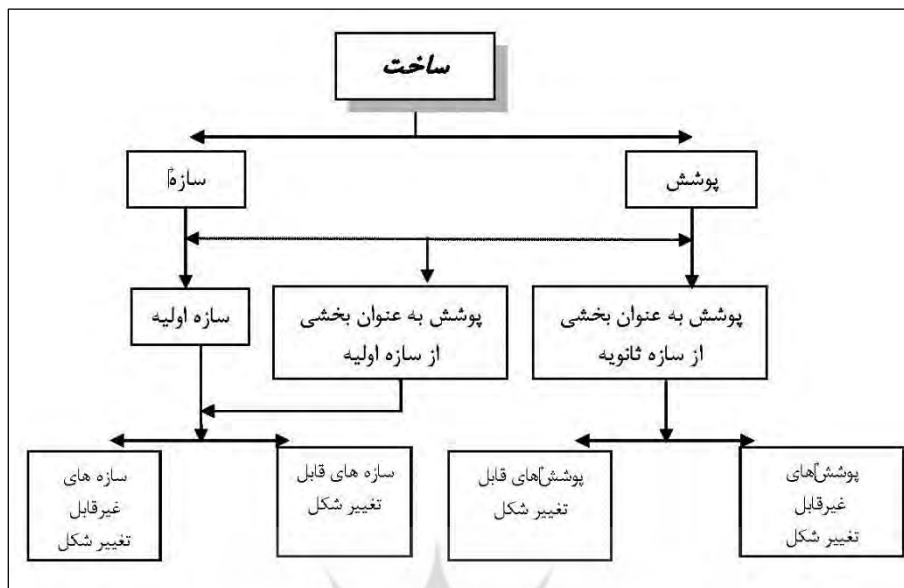 ساخت
پوشش
سازه
پوشش به عنوان بخشی
از سازه ثانویه
پوشش به عنوان بخشی
از سازه اولیه
سازه اولیه
پوشش‌های
غیرقابل
تغییر شکل
پوشش‌های قابل
تغییر شکل
سازه های قابل
تغییر شکل
سازه های
غیرقابل
تغییر شکل